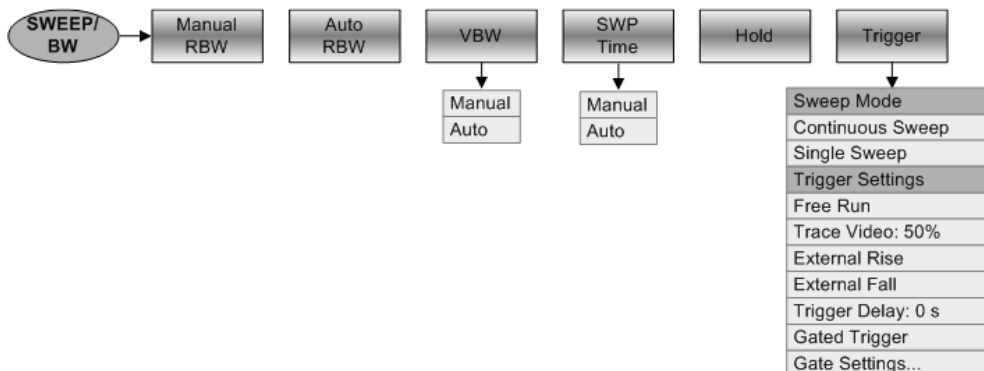 SWEEP/
BW
Manual
RBW
Auto
RBW
VBW
SWP
Time
Hold
Trigger
Manual
Auto
Manual
Auto
Sweep Mode
Continuous Sweep
Single Sweep
Trigger Settings
Free Run
Trace Video: 50%
External Rise
External Fall
Trigger Delay: 0 s
Gated Trigger
Gate Settings...